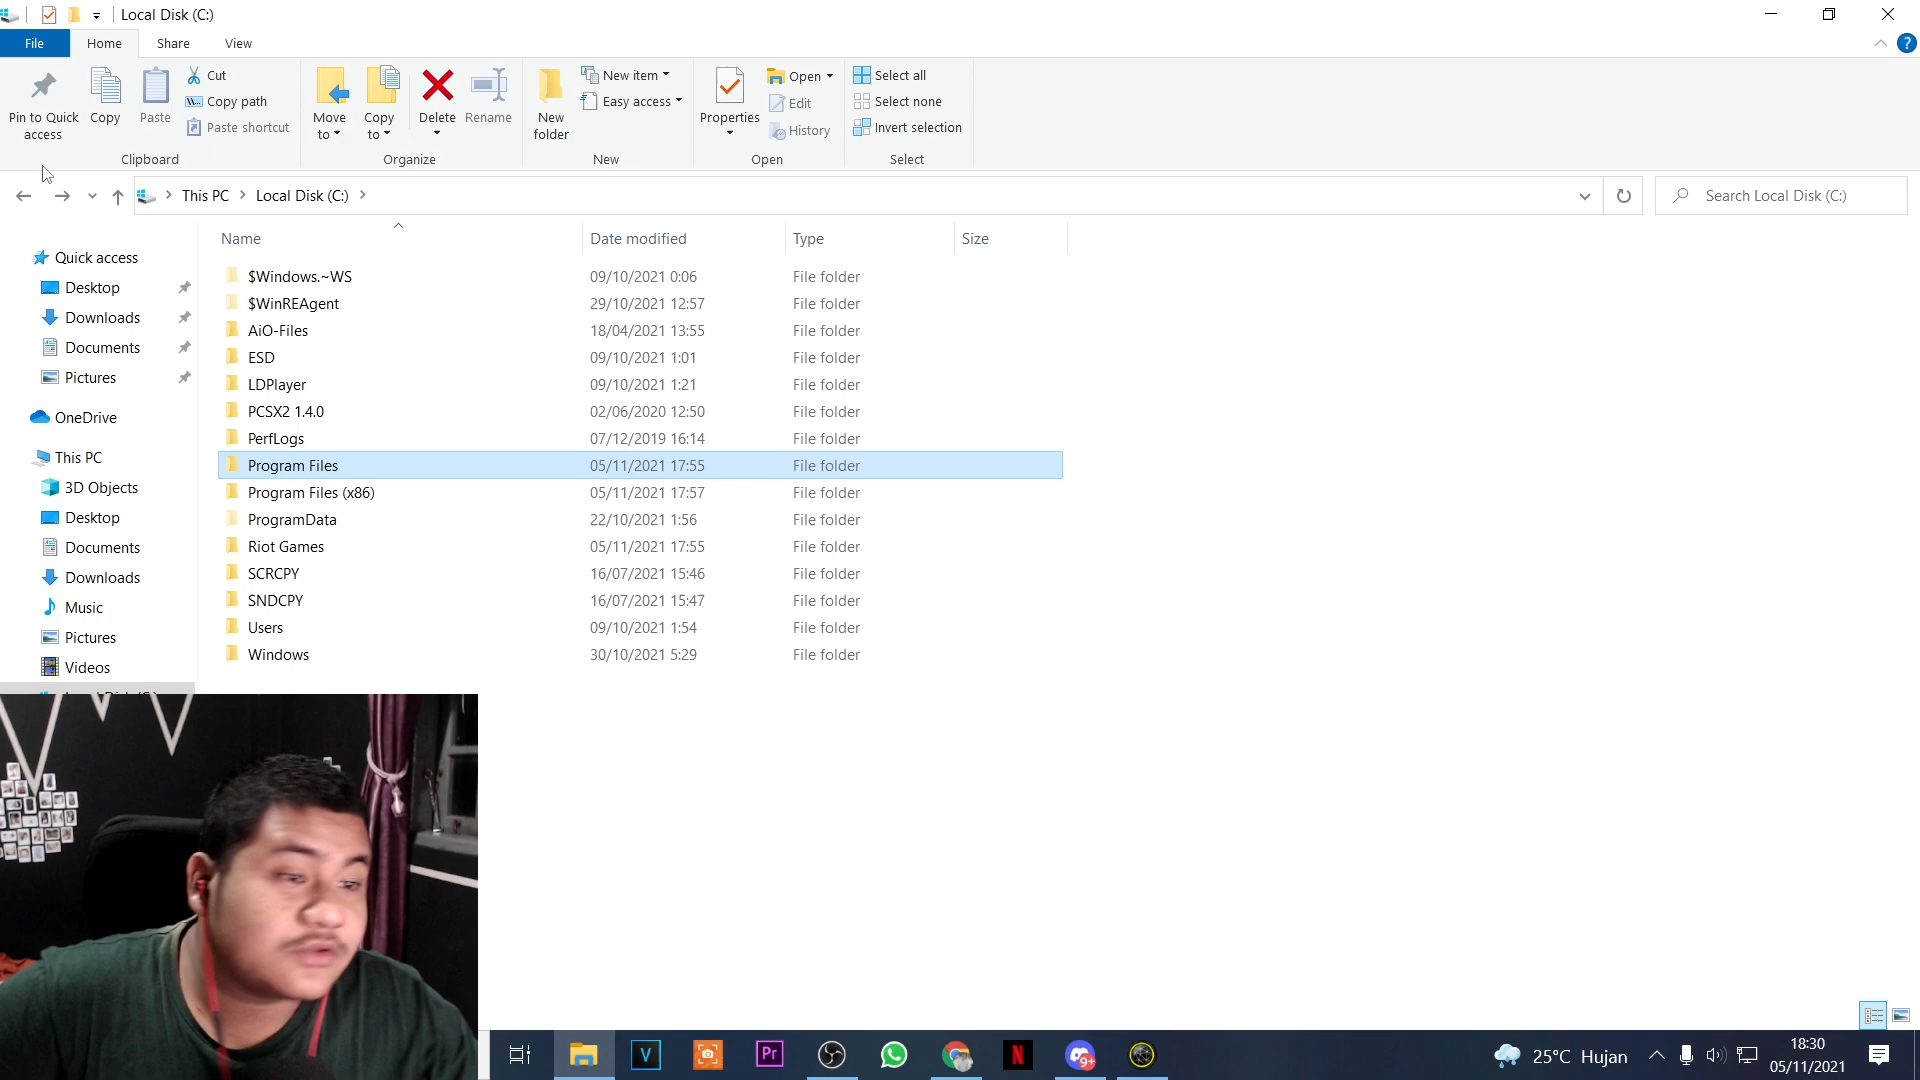 Local Disk (C:)
File Home Share View
Pin to Quick access
Copy
Paste
Cut
Copy path
Paste shortcut
Clipboard
Move to
Copy to
Delete
Rename
Organize
New folder
New item
Easy access
New
Properties
Open
Edit
History
Open
Select all
Select none
Invert selection
Select
This PC Local Disk (C:)
Search Local Disk (C:)
Quick access
Desktop
Downloads
Documents
Pictures
OneDrive
This PC
3D Objects
Desktop
Documents
Downloads
Music
Pictures
Videos
Name Date modified Type Size
$Windows.~WS 09/10/2021 0:06 File folder
$WinREAgent 29/10/2021 12:57 File folder
AiO-Files 18/04/2021 13:55 File folder
ESD 09/10/2021 1:01 File folder
LDPlayer 09/10/2021 1:21 File folder
PCSX2 1.4.0 02/06/2020 12:50 File folder
PerfLogs 07/12/2019 16:14 File folder
Program Files 05/11/2021 17:55 File folder
Program Files (x86) 05/11/2021 17:57 File folder
ProgramData 22/10/2021 1:56 File folder
Riot Games 05/11/2021 17:55 File folder
SCRCPY 16/07/2021 15:46 File folder
SNDCPY 16/07/2021 15:47 File folder
Users 09/10/2021 1:54 File folder
Windows 30/10/2021 5:29 File folder
V
Pr
N
9+
25°C Hujan
18:30
05/11/2021